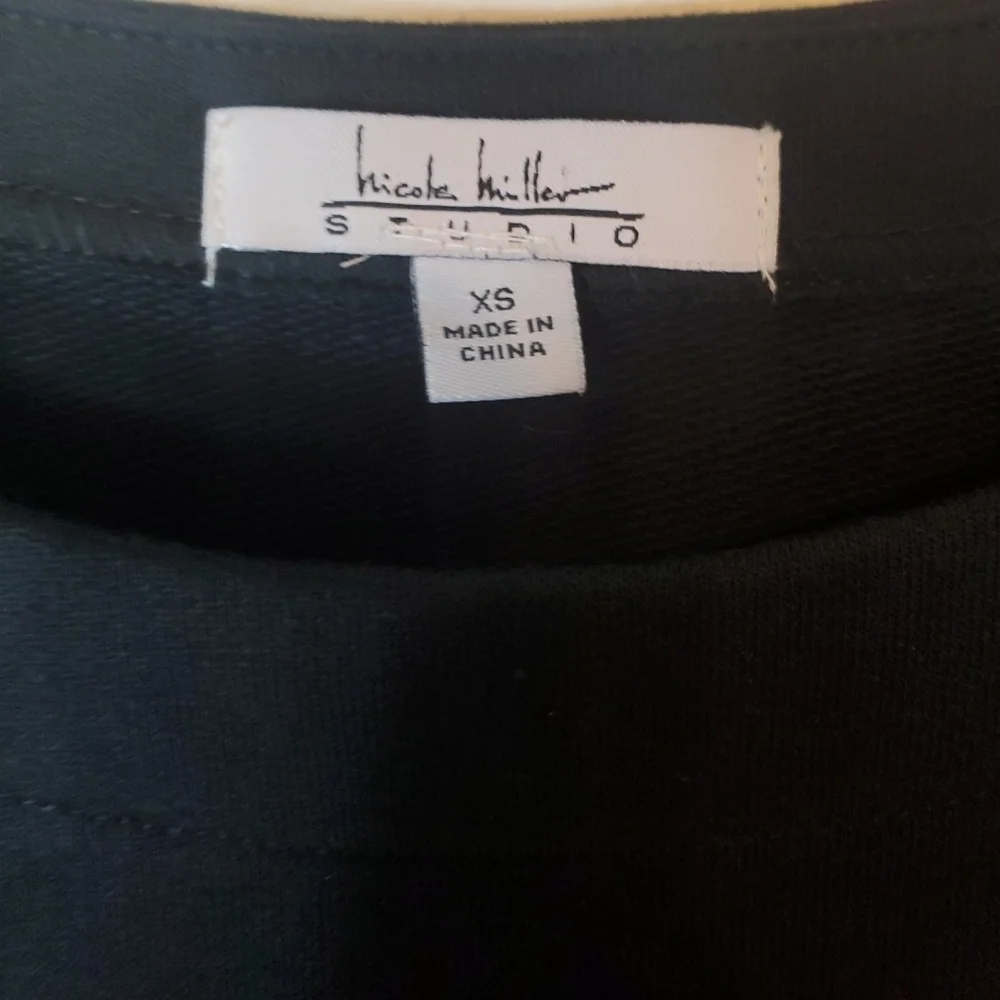 Nicole Miller
STUDIO
XS
MADE IN
CHINA